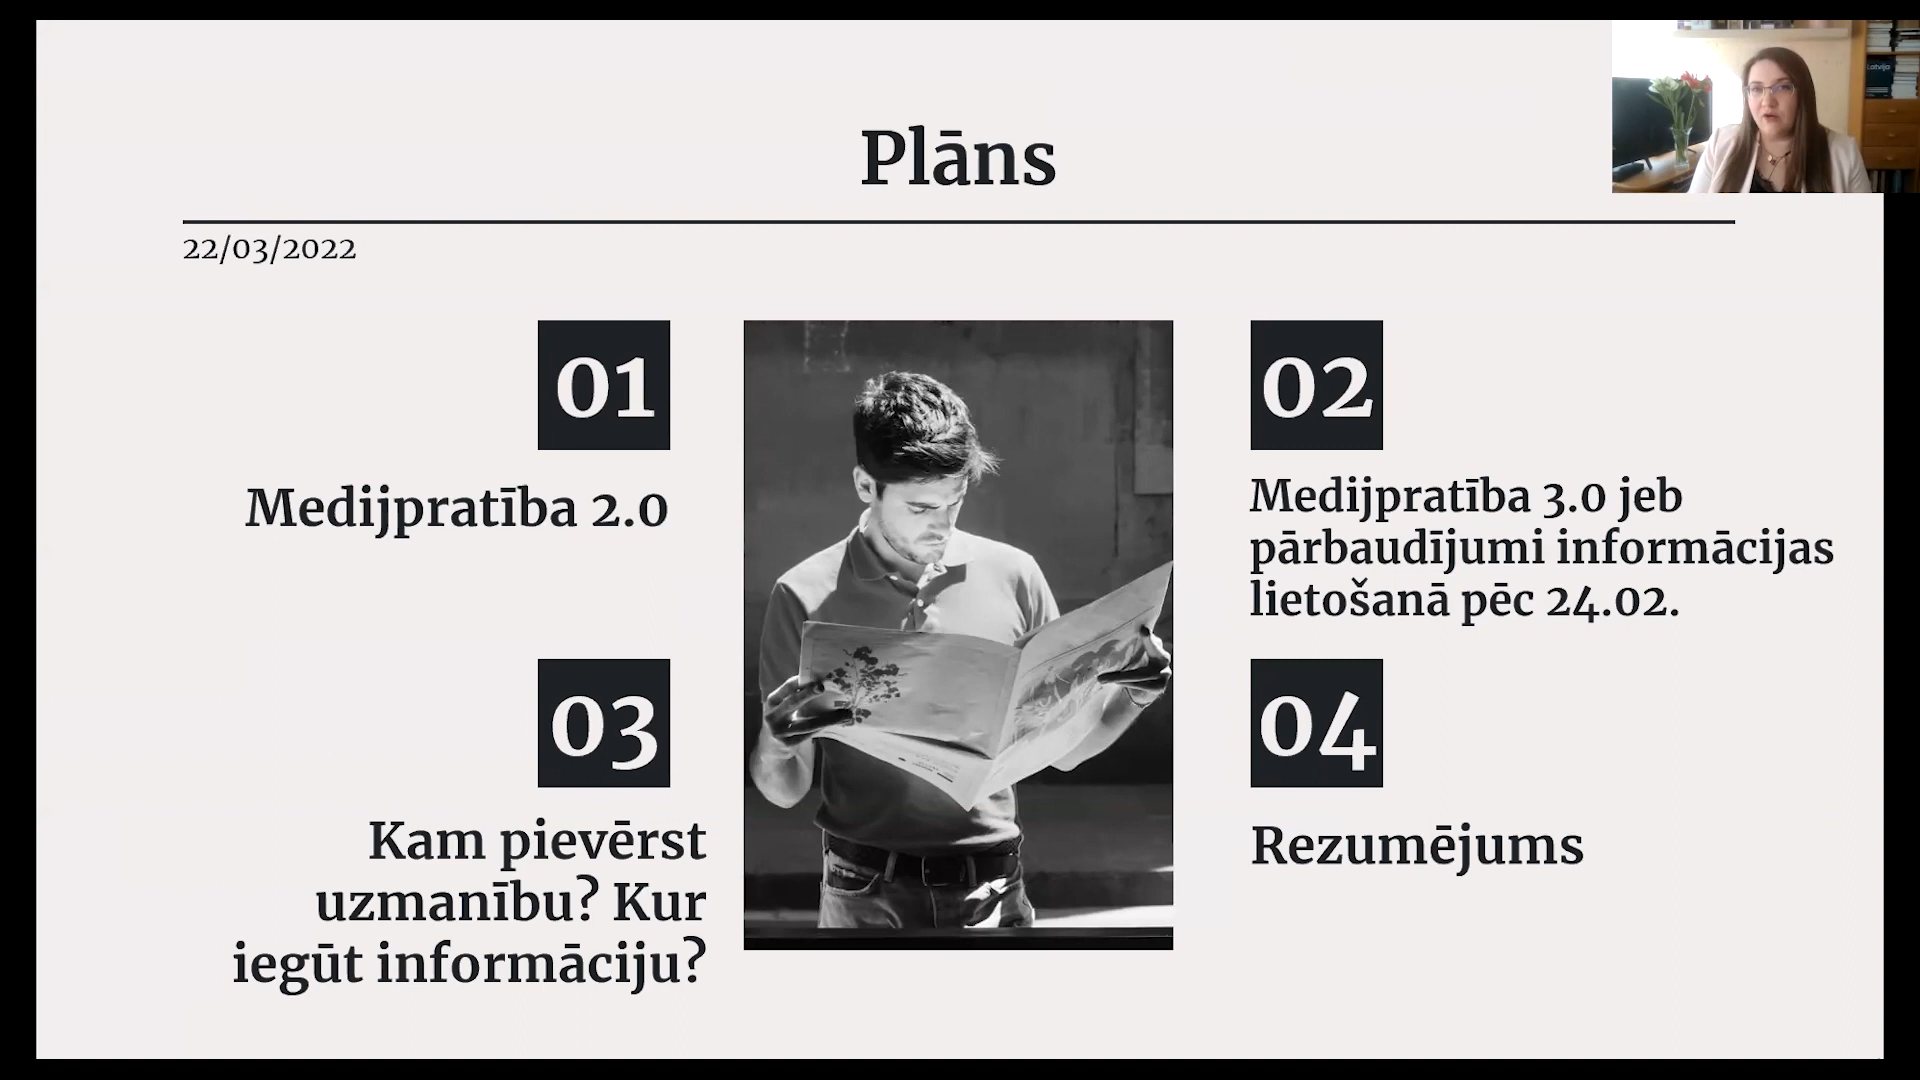 Plāns
22/03/2022
01
Medijpratība 2.0
02
Medijpratība 3.0 jeb
pārbaudījumi informācijas
lietošanā pēc 24.02.
03
Kam pievērst
uzmanību? Kur
iegūt informāciju?
04
Rezumējums
Latvija